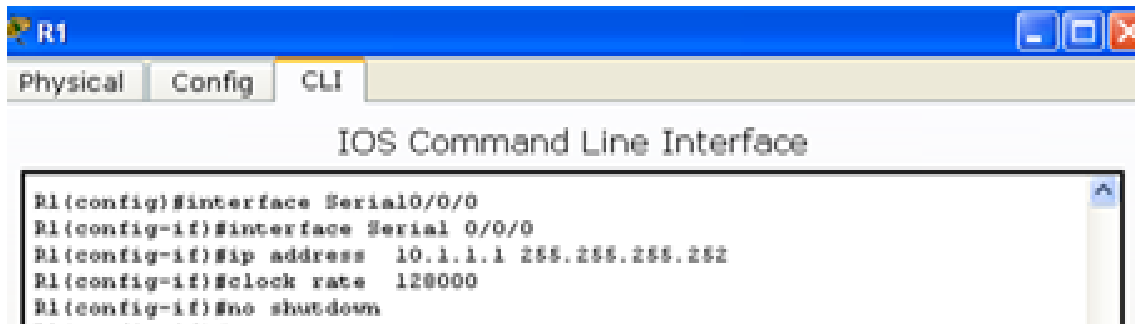 R1
Physical Config CLI
IOS Command Line Interface
R1(config)#interface Serial0/0/0
R1(config-if)#interface Serial 0/0/0
R1(config-if)#ip address 10.1.1.1 255.255.255.252
R1(config-if)#clock rate 128000
R1(config-if)#no shutdown